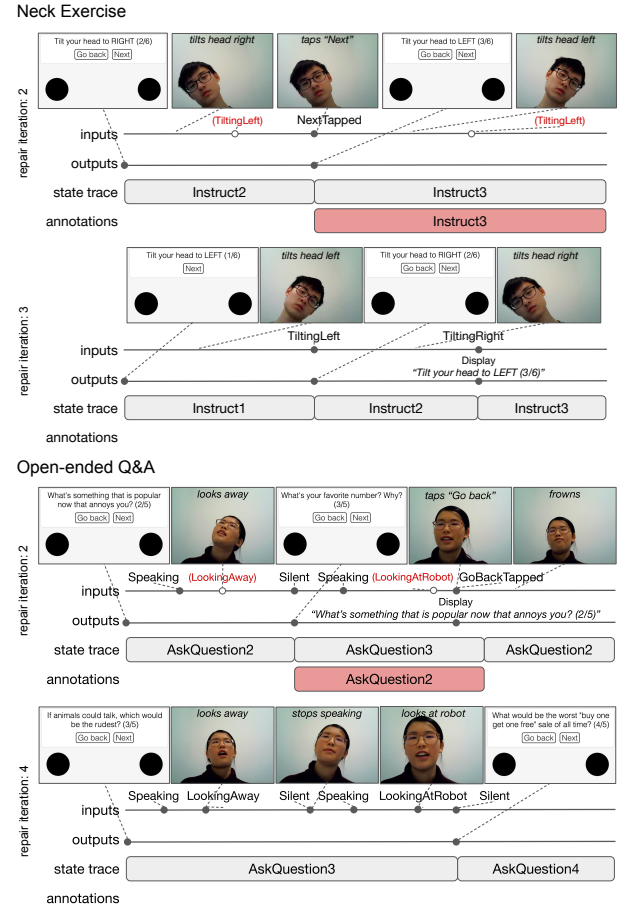 Neck Exercise
repair iteration: 2
Tilt your head to RIGHT (2/6)
Go back Next
tilts head right
taps "Next"
Tilt your head to LEFT (3/6)
Go back Next
tilts head left
(TiltingLeft)
NextTapped
(TiltingLeft)
inputs
outputs
state trace
Instruct2
Instruct3
annotations
Instruct3
repair iteration: 3
Tilt your head to LEFT (1/6)
Next
tilts head left
Tilt your head to RIGHT (2/6)
Go back Next
tilts head right
TiltingLeft
TiltingRight
inputs
Display
"Tilt your head to LEFT (3/6)"
outputs
state trace
Instruct1
Instruct2
Instruct3
annotations
Open-ended Q&A
repair iteration: 2
What's something that is popular
now that annoys you? (2/5)
Go back Next
looks away
What's your favorite number? Why?
(3/5)
Go back Next
taps "Go back"
frowns
Speaking (LookingAway) Silent Speaking (LookingAtRobot) GoBackTapped
inputs
Display
"What's something that is popular now that annoys you? (2/5)"
outputs
state trace
AskQuestion2
AskQuestion3
AskQuestion2
annotations
AskQuestion2
repair iteration: 4
If animals could talk, which would
be the rudest? (3/5)
Go back Next
looks away
stops speaking
looks at robot
What would be the worst "buy one
get one free" sale of all time? (4/5)
Go back Next
Speaking LookingAway Silent Speaking LookingAtRobot Silent
inputs
outputs
state trace
AskQuestion3
AskQuestion4
annotations